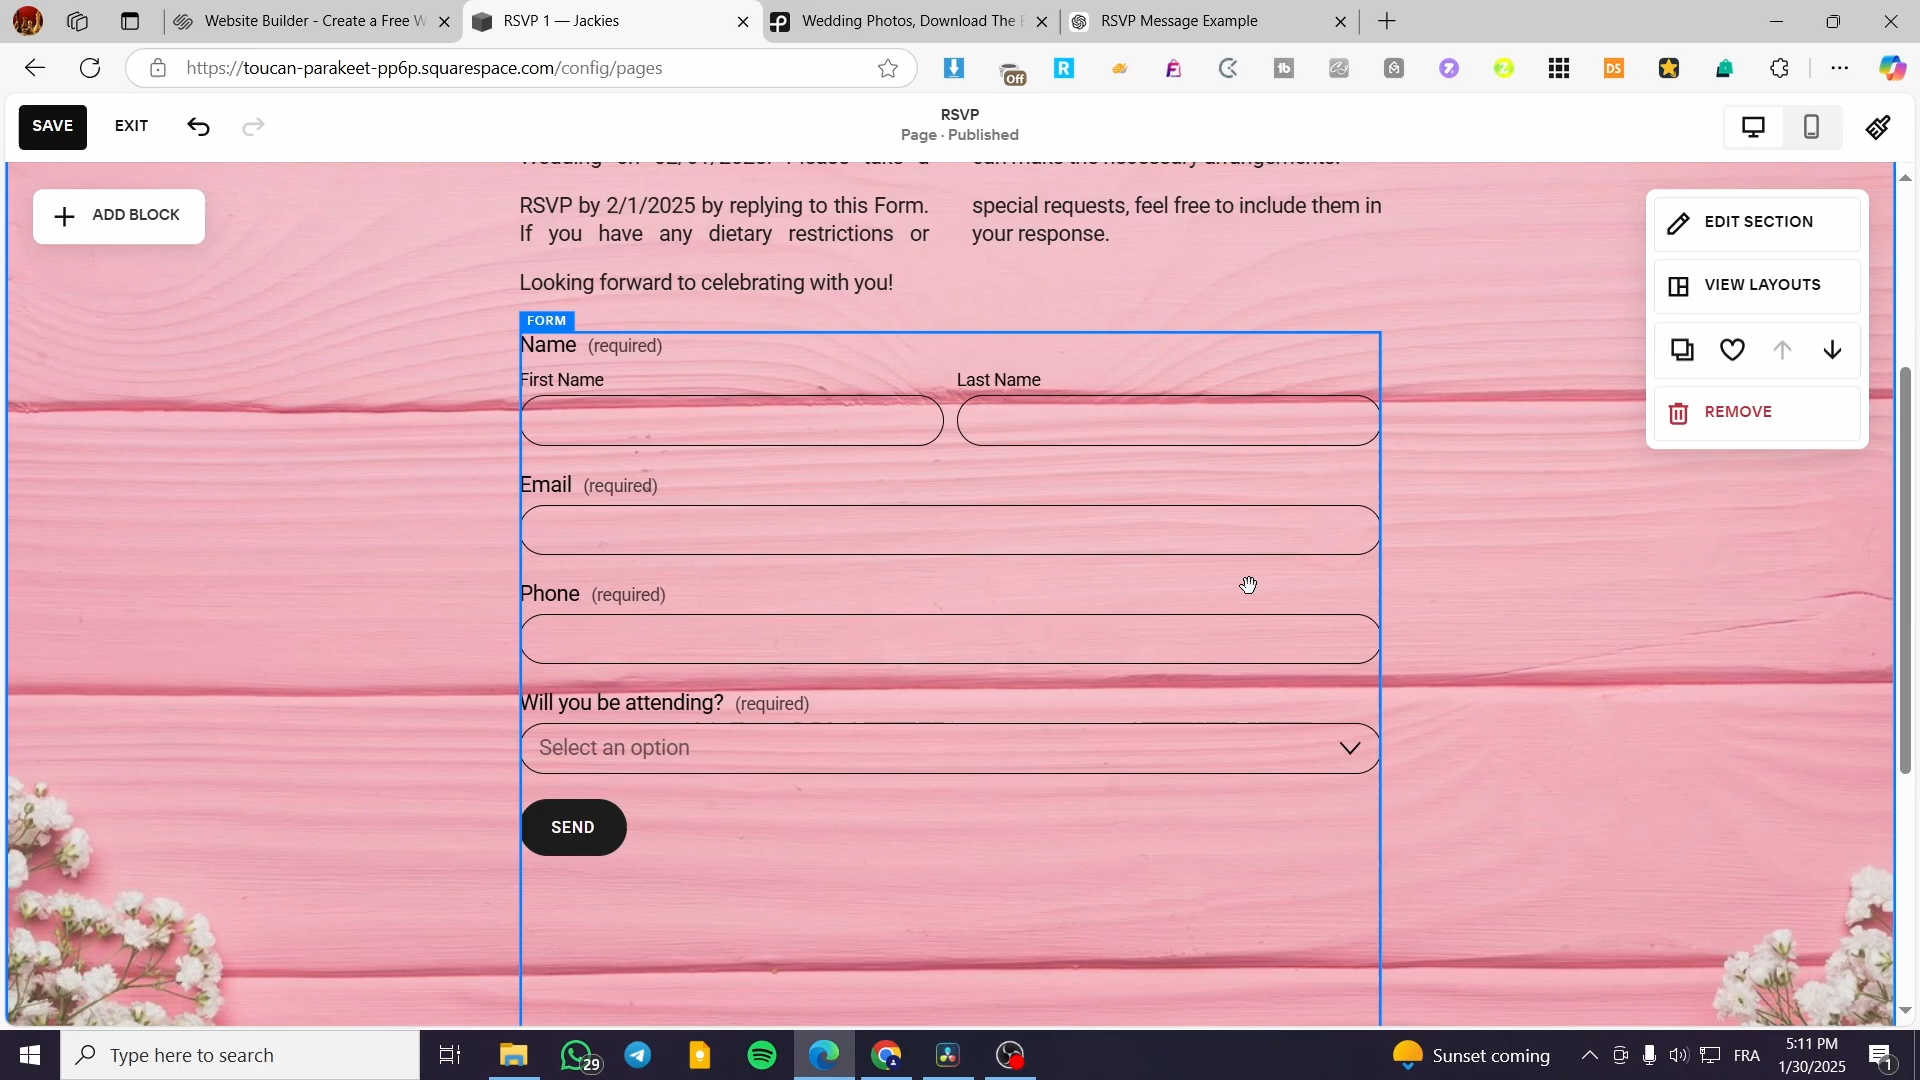 Website Builder - Create a Free W
RSVP 1 — Jackies
Wedding Photos, Download The
RSVP Message Example
https://toucan-parakeet-pp6p.squarespace.com/config/pages
Off
SAVE
EXIT
RSVP
Page · Published
ADD BLOCK
RSVP by 2/1/2025 by replying to this Form.
If you have any dietary restrictions or
special requests, feel free to include them in
your response.
Looking forward to celebrating with you!
FORM
Name (required)
First Name
Last Name
Email (required)
Phone (required)
Will you be attending? (required)
Select an option
SEND
EDIT SECTION
VIEW LAYOUTS
REMOVE
Type here to search
29
Sunset coming
FRA
5:11 PM
1/30/2025
1